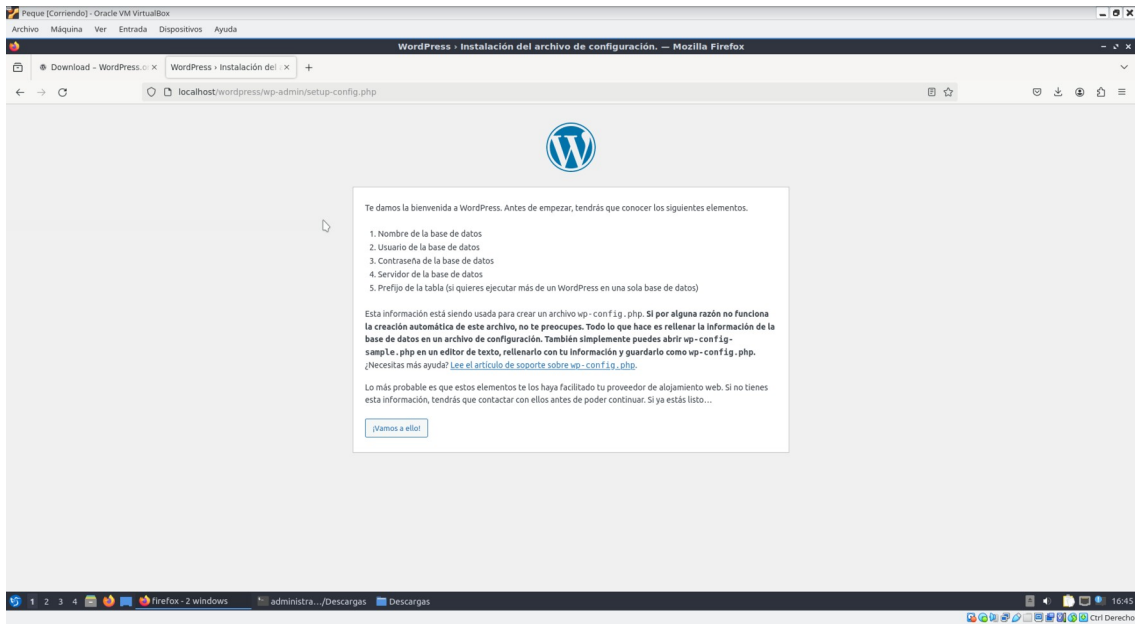 Peque [Corriendo] - Oracle VM VirtualBox
Archivo Máquina Ver Entrada Dispositivos Ayuda
WordPress › Instalación del archivo de configuración. — Mozilla Firefox
Download – WordPress.o
WordPress › Instalación del
localhost/wordpress/wp-admin/setup-config.php
Te damos la bienvenida a WordPress. Antes de empezar, tendrás que conocer los siguientes elementos.
1. Nombre de la base de datos
2. Usuario de la base de datos
3. Contraseña de la base de datos
4. Servidor de la base de datos
5. Prefijo de la tabla (si quieres ejecutar más de un WordPress en una sola base de datos)
Esta información está siendo usada para crear un archivo wp-config.php. Si por alguna razón no funciona
la creación automática de este archivo, no te preocupes. Todo lo que hace es rellenar la información de la
base de datos en un archivo de configuración. También simplemente puedes abrir wp-config-
sample.php en un editor de texto, rellenarlo con tu información y guardarlo como wp-config.php.
¿Necesitas más ayuda? Lee el artículo de soporte sobre wp-config.php.
Lo más probable es que estos elementos te los haya facilitado tu proveedor de alojamiento web. Si no tienes
esta información, tendrás que contactar con ellos antes de poder continuar. Si ya estás listo…
¡Vamos a ello!
1 2 3 4 firefox - 2 windows administra.../Descargas Descargas 16:45
Ctrl Derecho